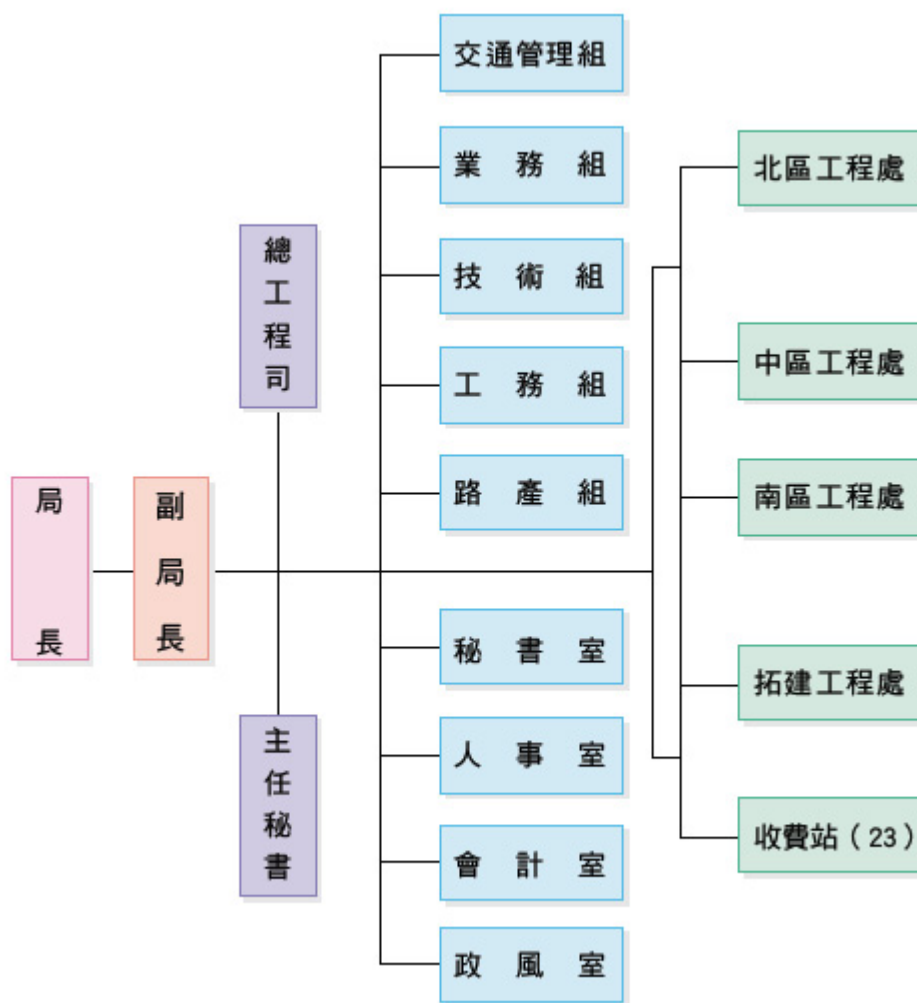 局長
副局長
總工程司
主任秘書
交通管理組
業務組
技術組
工務組
路產組
秘書室
人事室
會計室
政風室
北區工程處
中區工程處
南區工程處
拓建工程處
收費站（23）